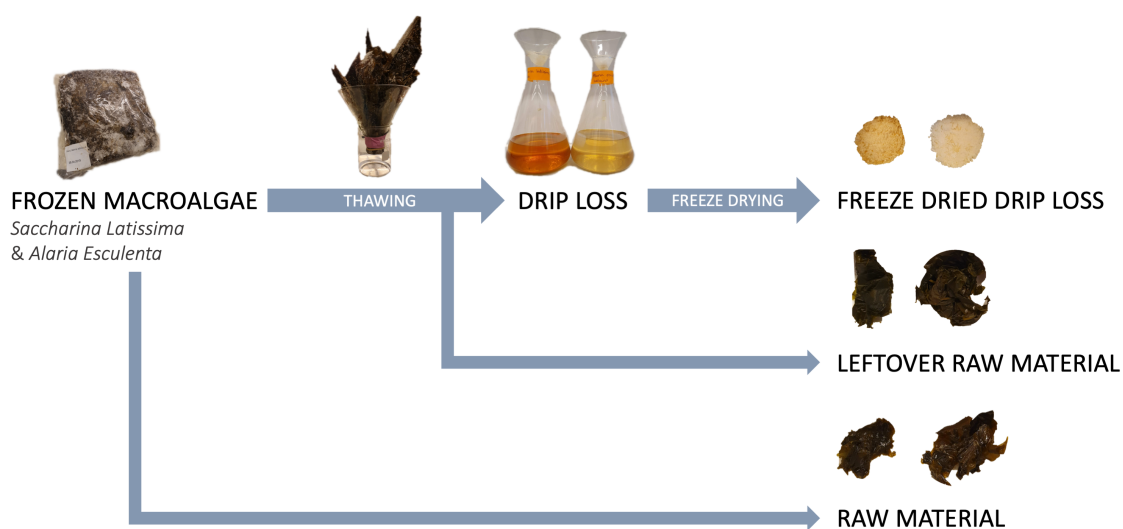 FROZEN MACROALGAE
Saccharina Latissima
& Alaria Esculenta
THAWING
DRIP LOSS
FREEZE DRYING
FREEZE DRIED DRIP LOSS
LEFTOVER RAW MATERIAL
RAW MATERIAL